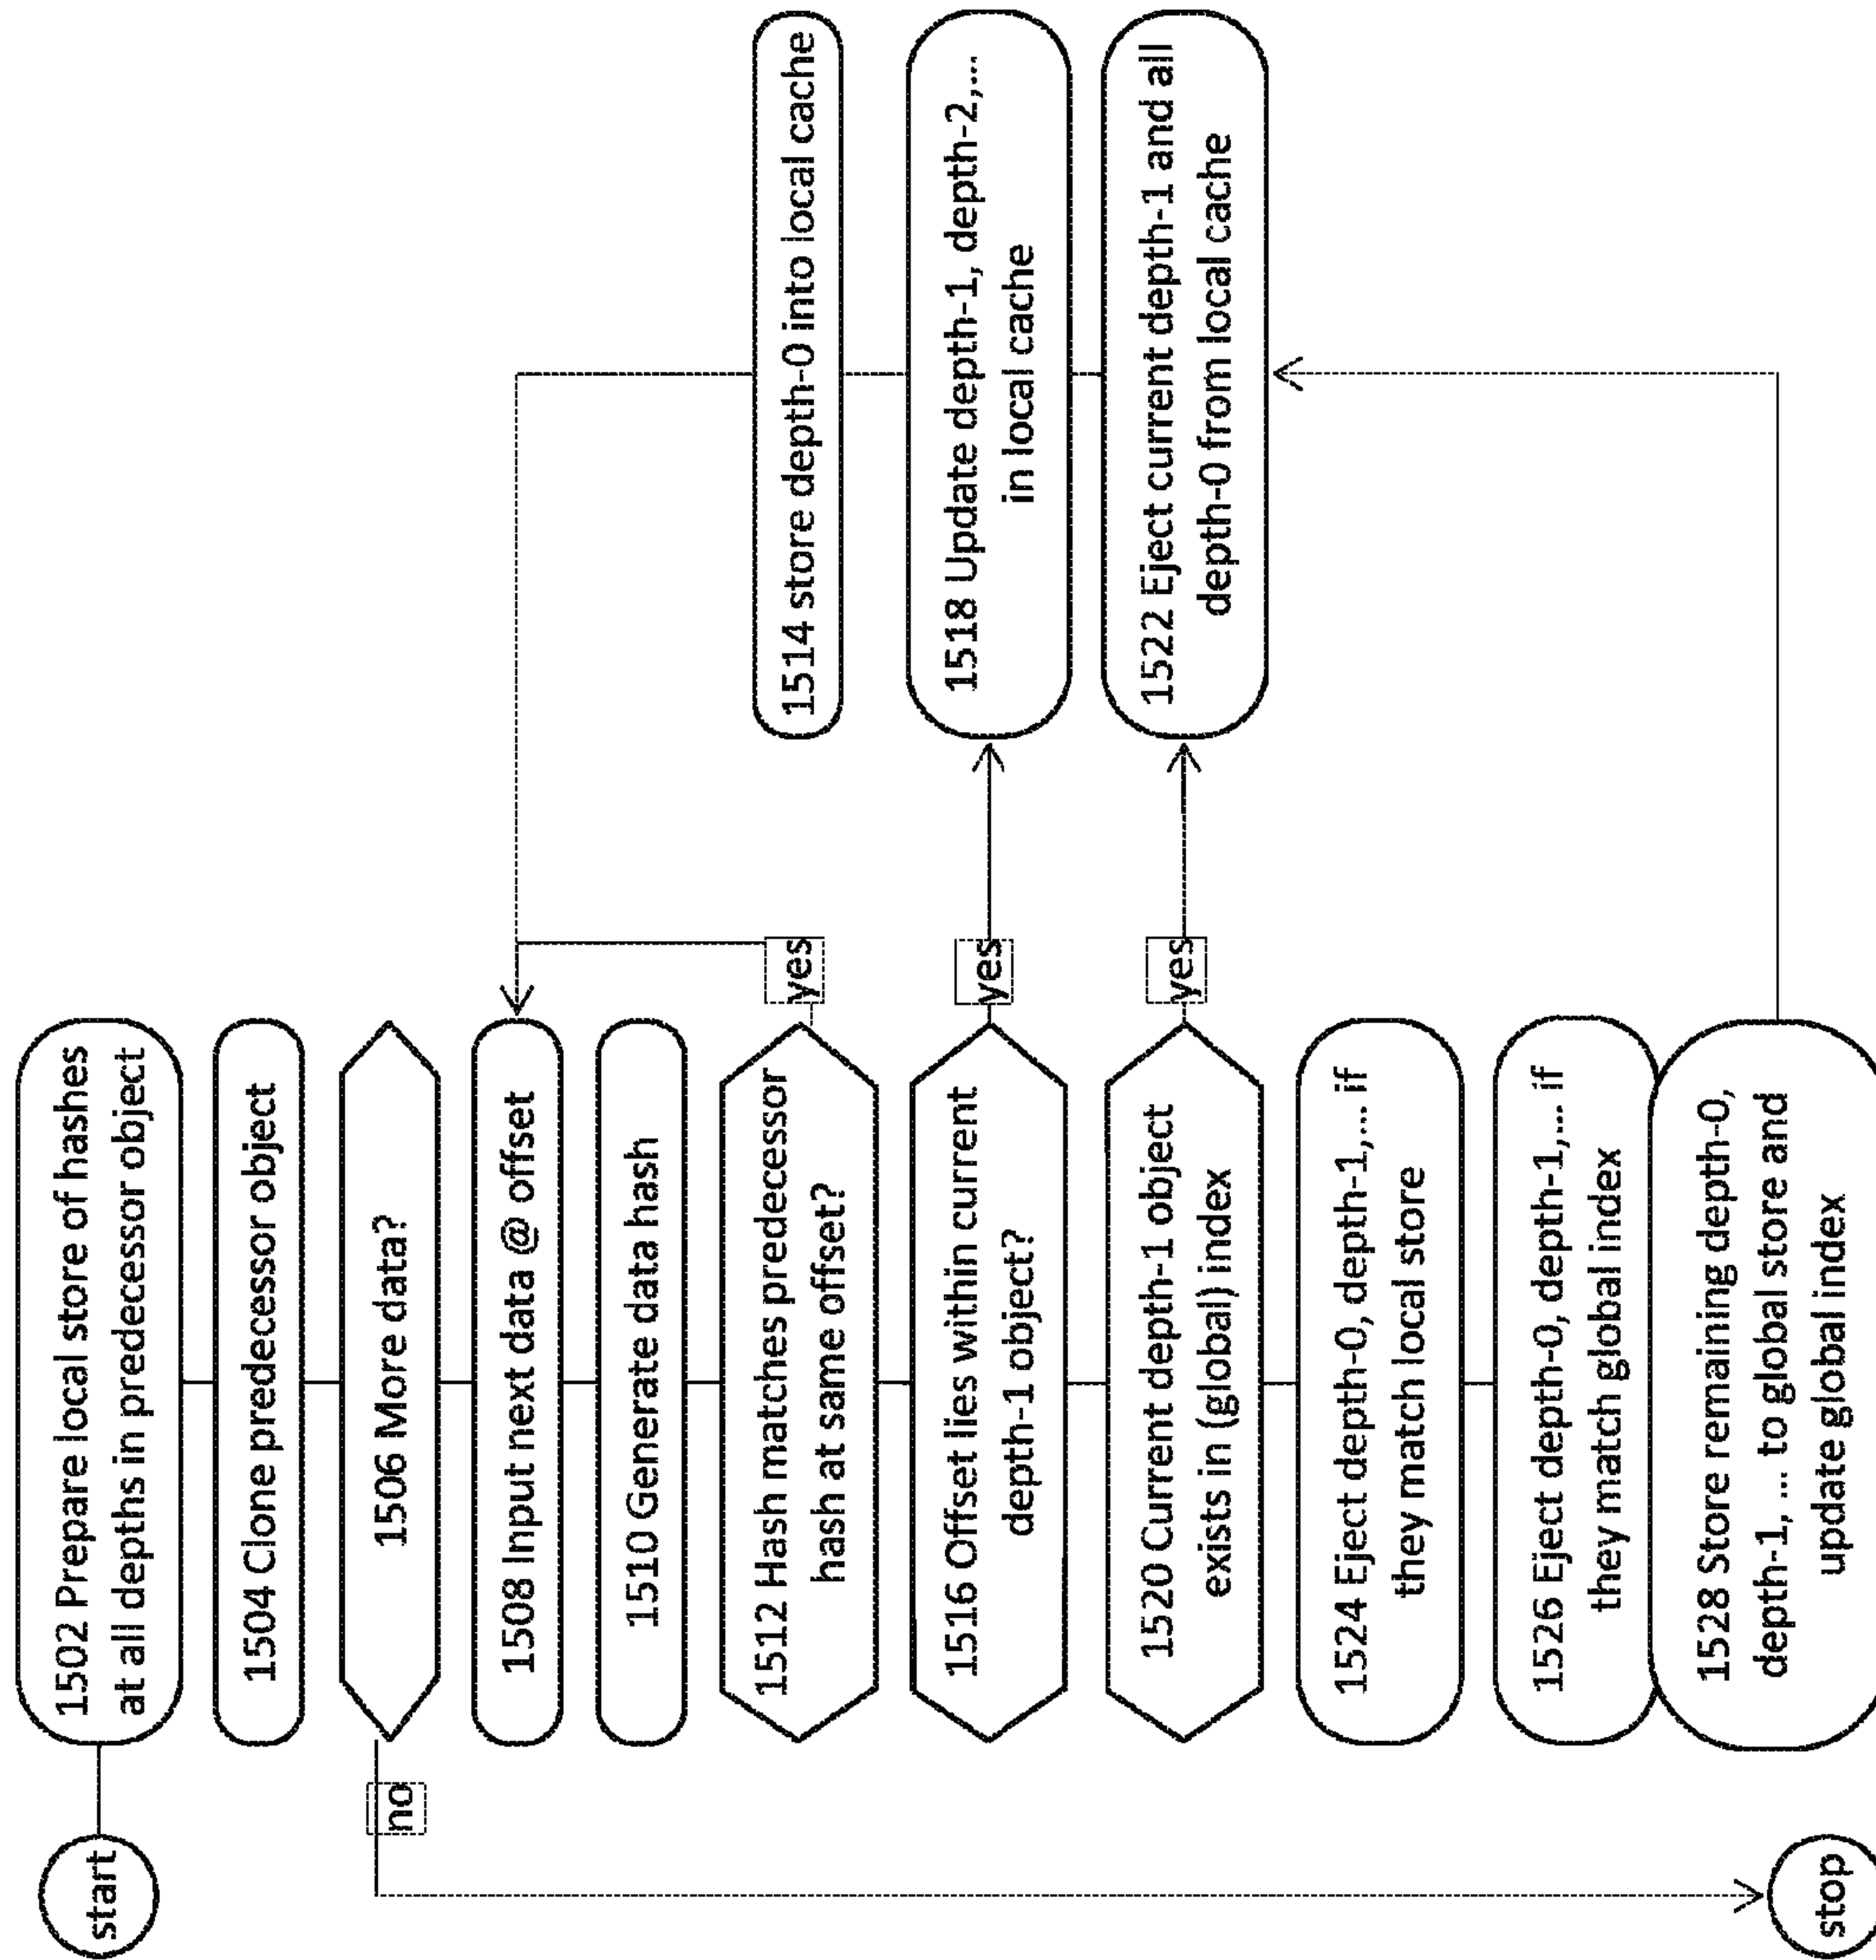 start
1502 Prepare local store of hashes
at all depths in predecessor object
1504 Clone predecessor object
1506 More data?
no
1508 Input next data @ offset
1510 Generate data hash
1512 Hash matches predecessor
hash at same offset?
yes
1514 store depth-0 into local cache
1516 Offset lies within current
depth-1 object?
yes
1518 Update depth-1, depth-2,...
in local cache
1520 Current depth-1 object
exists in (global) index
yes
1522 Eject current depth-1 and all
depth-0 from local cache
1524 Eject depth-0, depth-1,... if
they match local store
1526 Eject depth-0, depth-1,... if
they match global index
1528 Store remaining depth-0,
depth-1, ... to global store and
update global index
stop